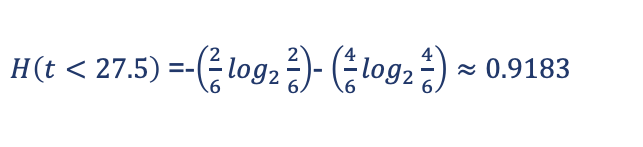 H(t < 27.5) =-(2/6 log₂ 2/6)- (4/6 log₂ 4/6) ≈ 0.9183